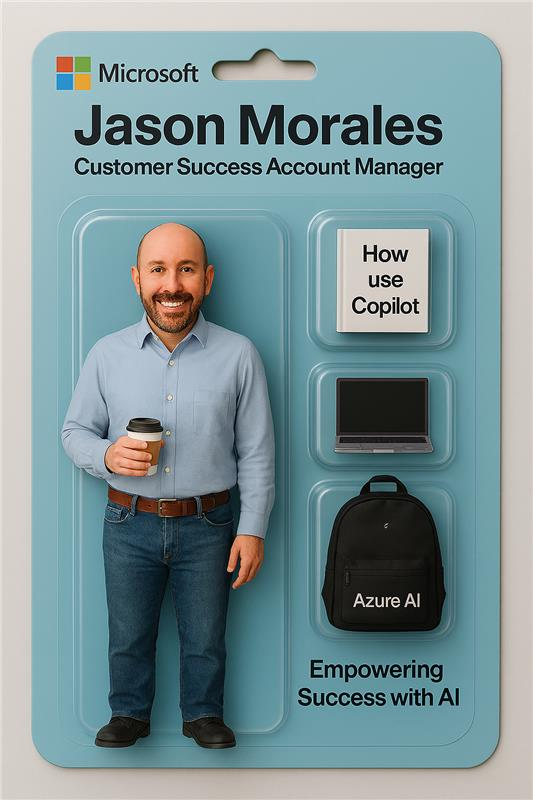 Microsoft
Jason Morales
Customer Success Account Manager
How
use
Copilot
Azure AI
Empowering
Success with AI